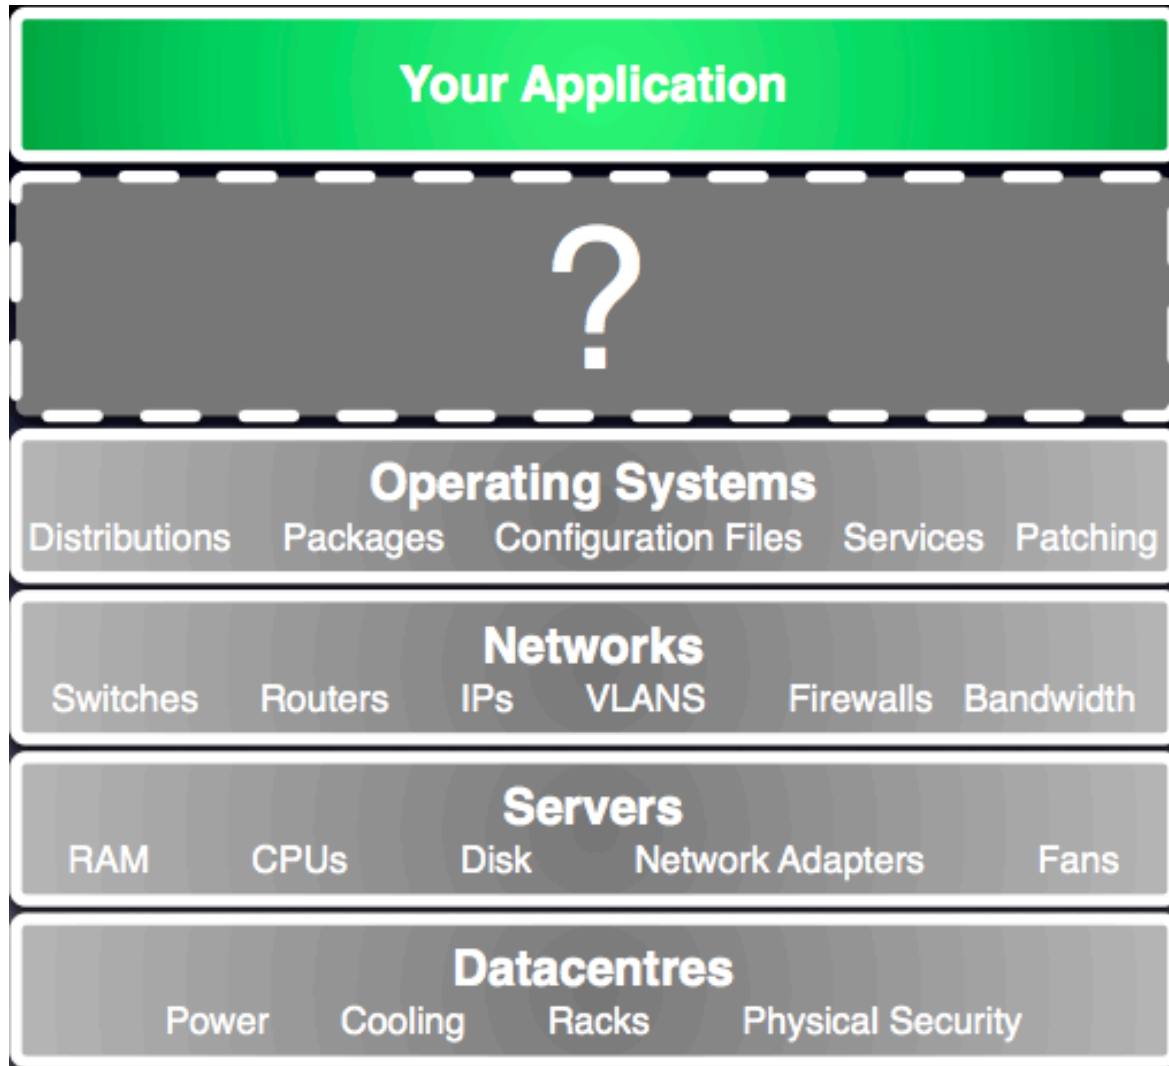 Your Application
?
Operating Systems
Distributions Packages Configuration Files Services Patching
Networks
Switches Routers IPs VLANS Firewalls Bandwidth
Servers
RAM CPUs Disk Network Adapters Fans
Datacentres
Power Cooling Racks Physical Security